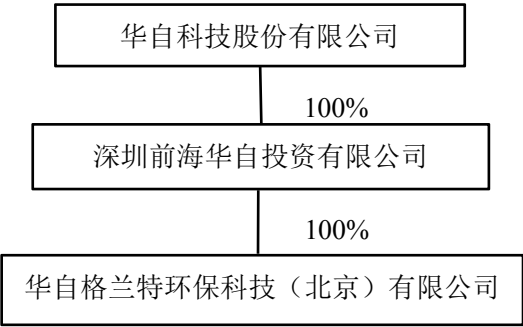 华自科技股份有限公司
100%
深圳前海华自投资有限公司
100%
华自格兰特环保科技（北京）有限公司